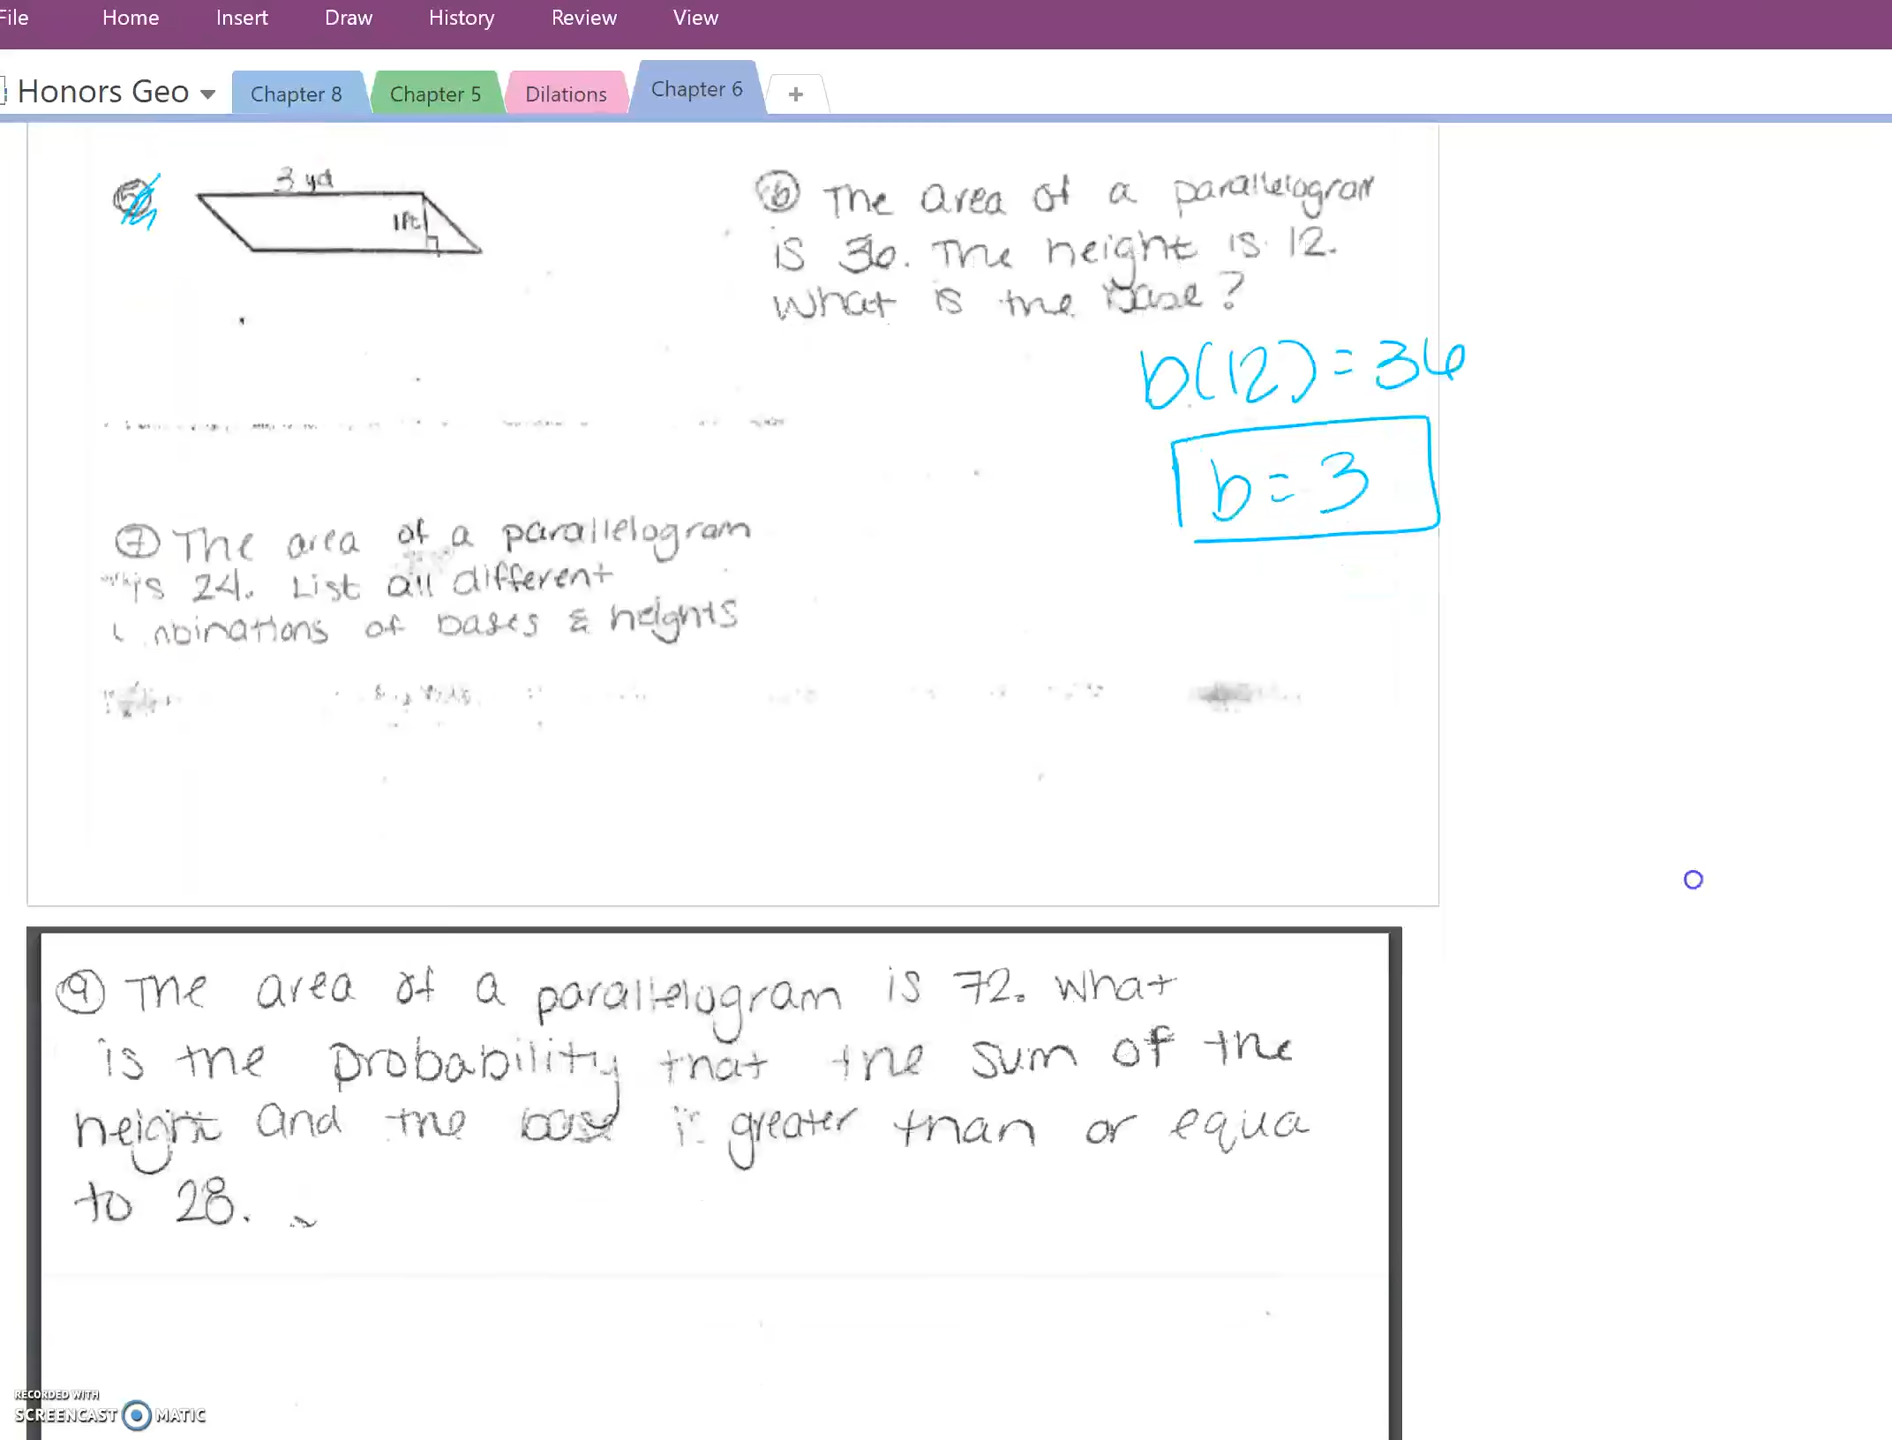 File Home Insert Draw History Review View
Honors Geo Chapter 8 Chapter 5 Dilations Chapter 6 +
5
3 yd
1ft
6 The area of a parallelogram
is 36. The height is 12.
What is the base?
b(12) = 36
b = 3
7 The area of a parallelogram
is 24. List all different
nbinations of bases & heights
9 The area of a parallelogram is 72. What
is the probability that the sum of the
height and the base is greater than or equa
to 28.
RECORDED WITH
SCREENCAST MATIC